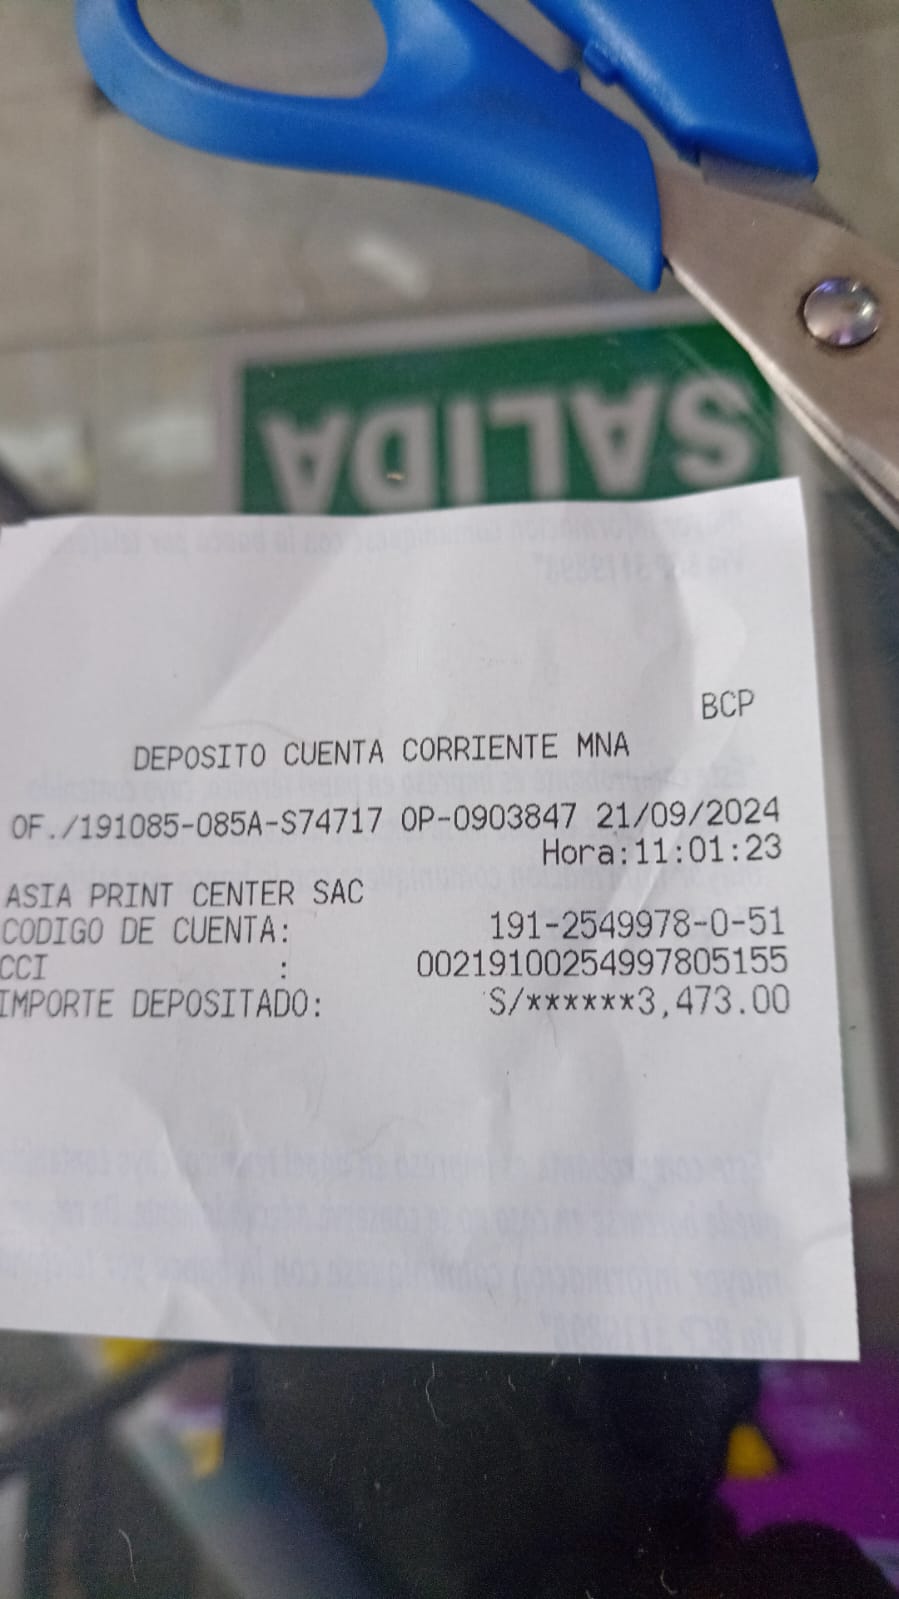 SALIDA
BCP
DEPOSITO CUENTA CORRIENTE MNA
OF./191085-085A-S74717 OP-0903847 21/09/2024
Hora:11:01:23
ASIA PRINT CENTER SAC
CODIGO DE CUENTA: 191-2549978-0-51
CCI : 00219100254997805155
IMPORTE DEPOSITADO: S/******3,473.00